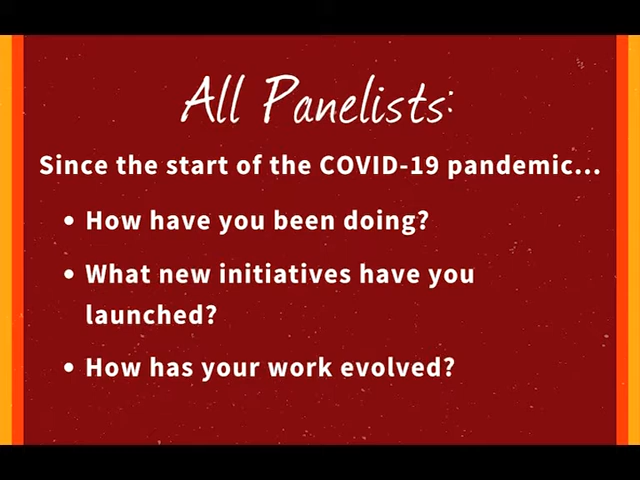 All Panelists:
Since the start of the COVID-19 pandemic...
• How have you been doing?
• What new initiatives have you
launched?
• How has your work evolved?